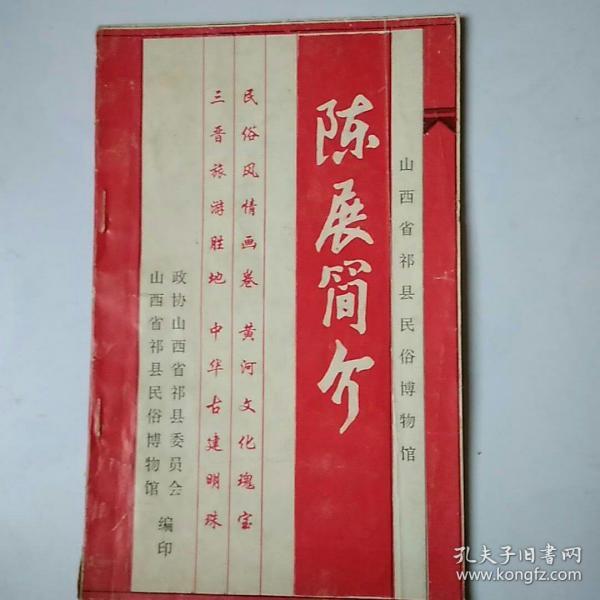 山西省祁县民俗博物馆
陈展简介
民俗风情画卷 黄河文化瑰宝
三晋旅游胜地 中华古建明珠
政协山西省祁县委员会
山西省祁县民俗博物馆
编印
孔夫子旧书网
www.kongfz.com